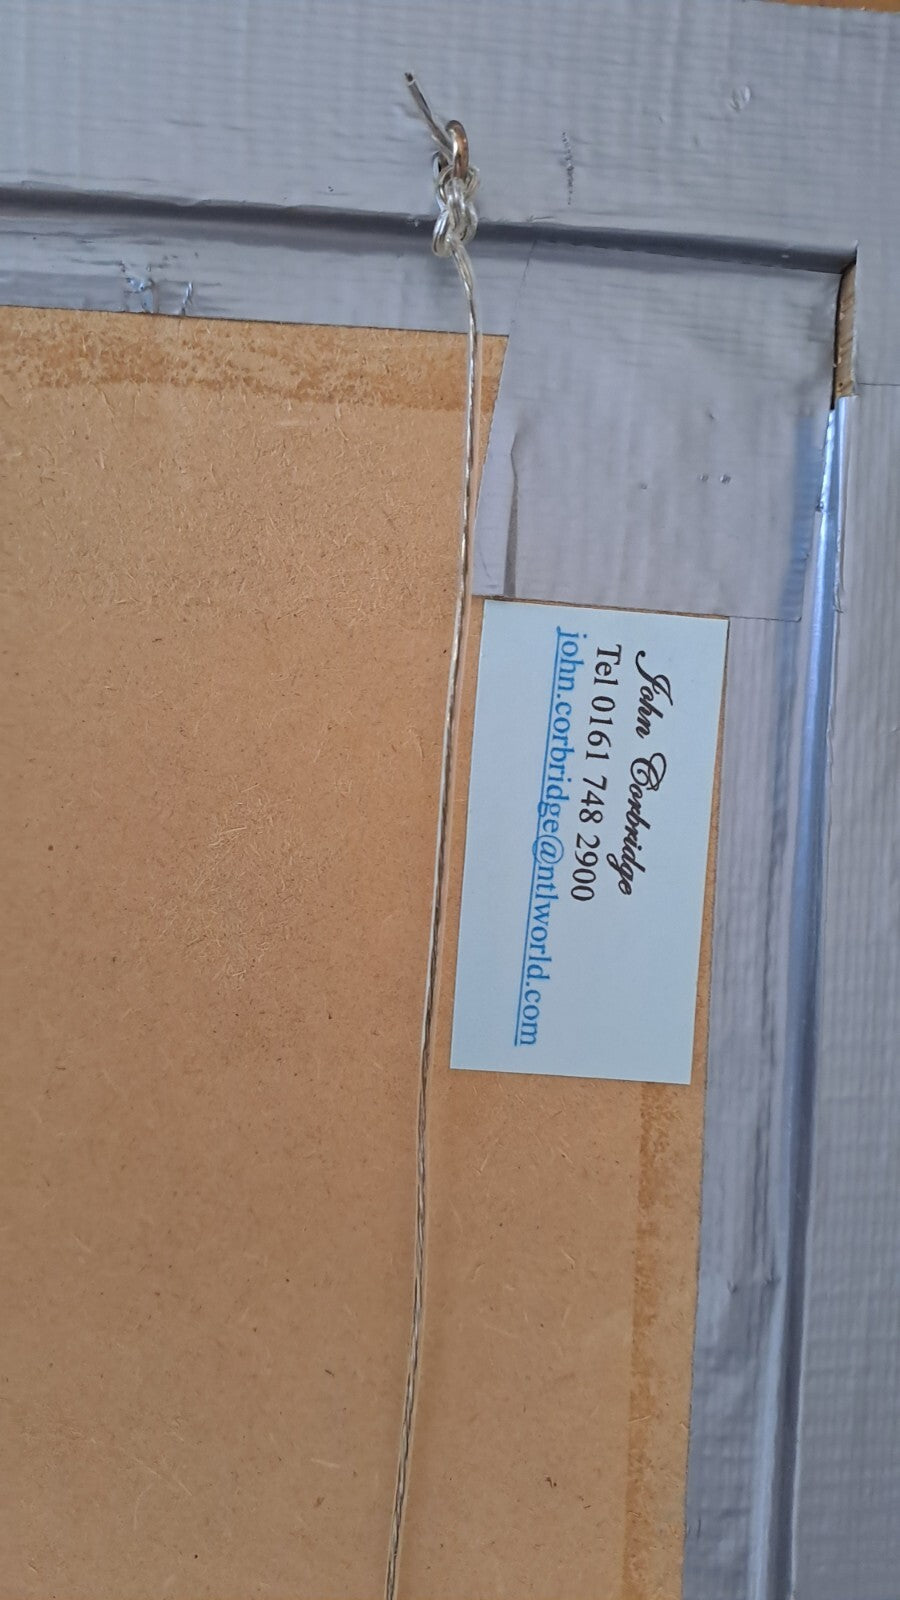 John Corbridge
Tel 0161 748 2900
john.corbridge@ntlworld.com